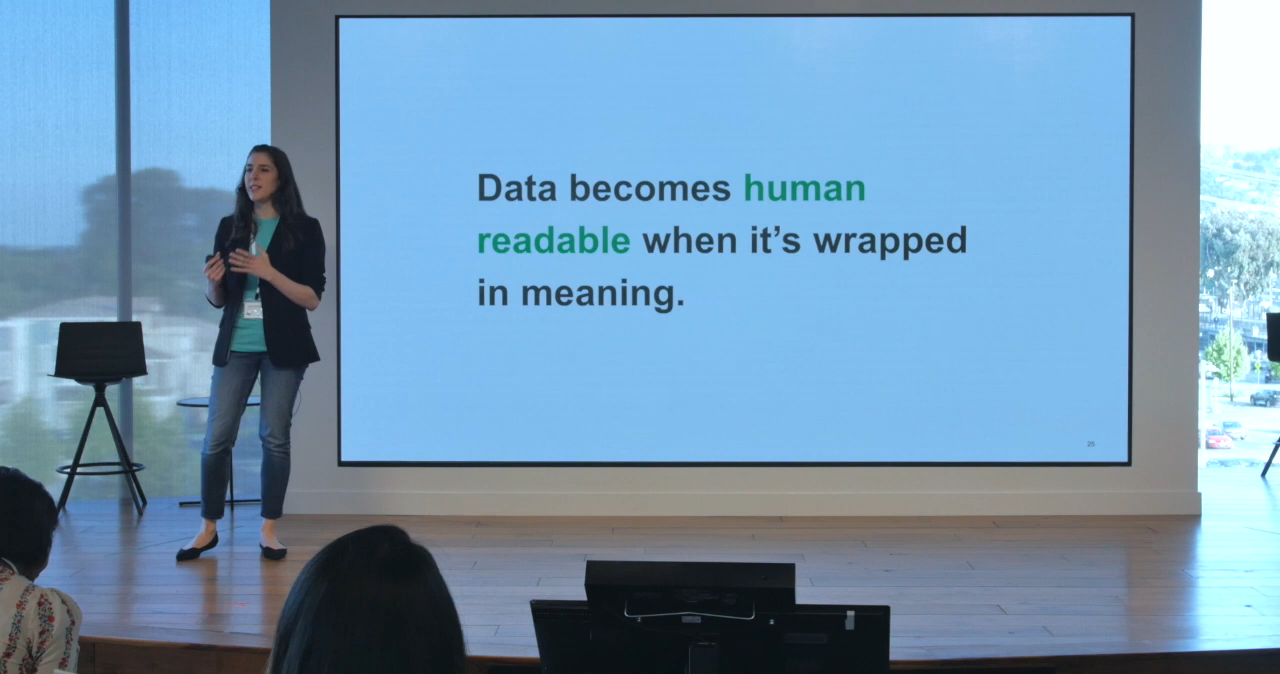 Data becomes human
readable when it’s wrapped
in meaning.
25